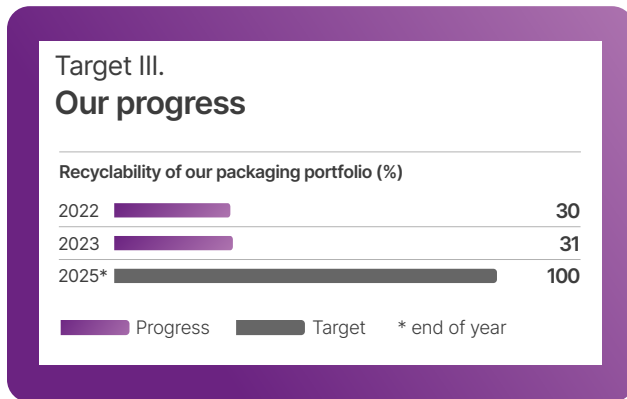 Target III.
Our progress
Recyclability of our packaging portfolio (%)
2022 30
2023 31
2025* 100
Progress Target * end of year